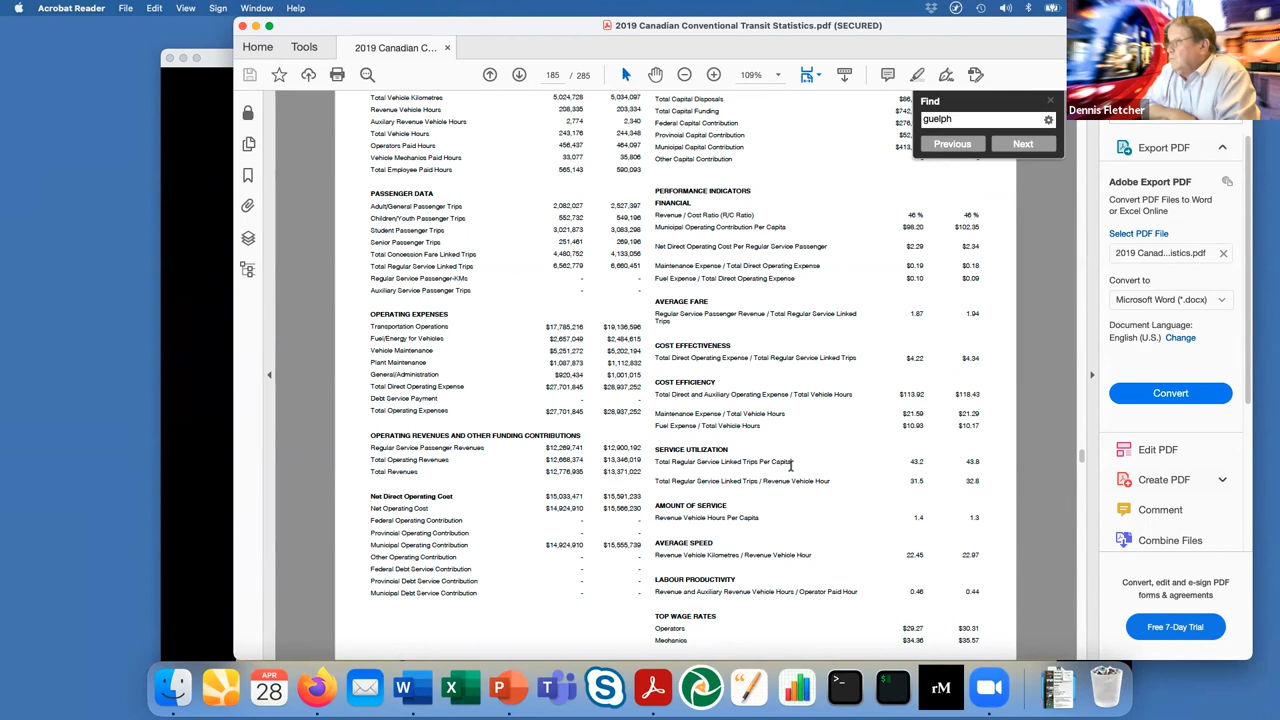 Acrobat Reader File Edit View Sign Window Help
2019 Canadian Conventional Transit Statistics.pdf (SECURED)
Home Tools 2019 Canadian C... ×
185 / 285 109%
Dennis Fletcher
Find
guelph
Previous Next
Total Vehicle Kilometres 5,024,728 5,034,097
Revenue Vehicle Hours 208,335 203,334
Auxilary Revenue Vehicle Hours 2,774 2,340
Total Vehicle Hours 243,176 244,348
Operators Paid Hours 456,437 464,097
Vehicle Mechanics Paid Hours 33,077 35,806
Total Employee Paid Hours 565,143 590,093
PASSENGER DATA
Adult/General Passenger Trips 2,082,027 2,527,397
Children/Youth Passenger Trips 552,732 549,196
Student Passenger Trips 3,021,873 3,083,298
Senior Passenger Trips 251,461 269,196
Total Concession Fare Linked Trips 4,480,752 4,133,056
Total Regular Service Linked Trips 6,562,779 6,660,451
Regular Service Passenger-KMs - -
Auxiliary Service Passenger Trips - -
OPERATING EXPENSES
Transportation Operations $17,785,216 $19,136,596
Fuel/Energy for Vehicles $2,657,049 $2,484,615
Vehicle Maintenance $5,251,272 $5,202,194
Plant Maintenance $1,087,873 $1,112,832
General/Administration $920,434 $1,001,015
Total Direct Operating Expense $27,701,845 $28,937,252
Debt Service Payment - -
Total Operating Expenses $27,701,845 $28,937,252
OPERATING REVENUES AND OTHER FUNDING CONTRIBUTIONS
Regular Service Passenger Revenues $12,269,741 $12,900,192
Total Operating Revenues $12,668,374 $13,346,019
Total Revenues $12,776,935 $13,371,022
Net Direct Operating Cost $15,033,471 $15,591,233
Net Operating Cost $14,924,910 $15,566,230
Federal Operating Contribution - -
Provincial Operating Contribution - -
Municipal Operating Contribution $14,924,910 $15,555,739
Other Operating Contribution - -
Federal Debt Service Contribution - -
Provincial Debt Service Contribution - -
Municipal Debt Service Contribution - -
Total Capital Disposals $86,
Total Capital Funding $742,
Federal Capital Contribution $276,
Provincial Capital Contribution $52,
Municipal Capital Contribution $413,
Other Capital Contribution
PERFORMANCE INDICATORS
FINANCIAL
Revenue / Cost Ratio (R/C Ratio) 46 % 46 %
Municipal Operating Contribution Per Capita $98.20 $102.35
Net Direct Operating Cost Per Regular Service Passenger $2.29 $2.34
Maintenance Expense / Total Direct Operating Expense $0.19 $0.18
Fuel Expense / Total Direct Operating Expense $0.10 $0.09
AVERAGE FARE
Regular Service Passenger Revenue / Total Regular Service Linked 1.87 1.94
Trips
COST EFFECTIVENESS
Total Direct Operating Expense / Total Regular Service Linked Trips $4.22 $4.34
COST EFFICIENCY
Total Direct and Auxiliary Operating Expense / Total Vehicle Hours $113.92 $118.43
Maintenance Expense / Total Vehicle Hours $21.59 $21.29
Fuel Expense / Total Vehicle Hours $10.93 $10.17
SERVICE UTILIZATION
Total Regular Service Linked Trips Per Capita 43.2 43.8
Total Regular Service Linked Trips / Revenue Vehicle Hour 31.5 32.8
AMOUNT OF SERVICE
Revenue Vehicle Hours Per Capita 1.4 1.3
AVERAGE SPEED
Revenue Vehicle Kilometres / Revenue Vehicle Hour 22.45 22.97
LABOUR PRODUCTIVITY
Revenue and Auxiliary Revenue Vehicle Hours / Operator Paid Hour 0.46 0.44
TOP WAGE RATES
Operators $29.27 $30.31
Mechanics $34.36 $35.57
Export PDF
Adobe Export PDF
Convert PDF Files to Word
or Excel Online
Select PDF File
2019 Canad...istics.pdf
Convert to
Microsoft Word (*.docx)
Document Language:
English (U.S.) Change
Convert
Edit PDF
Create PDF
Comment
Combine Files
Convert, edit and e-sign PDF
forms & agreements
Free 7-Day Trial
APR
28
rM